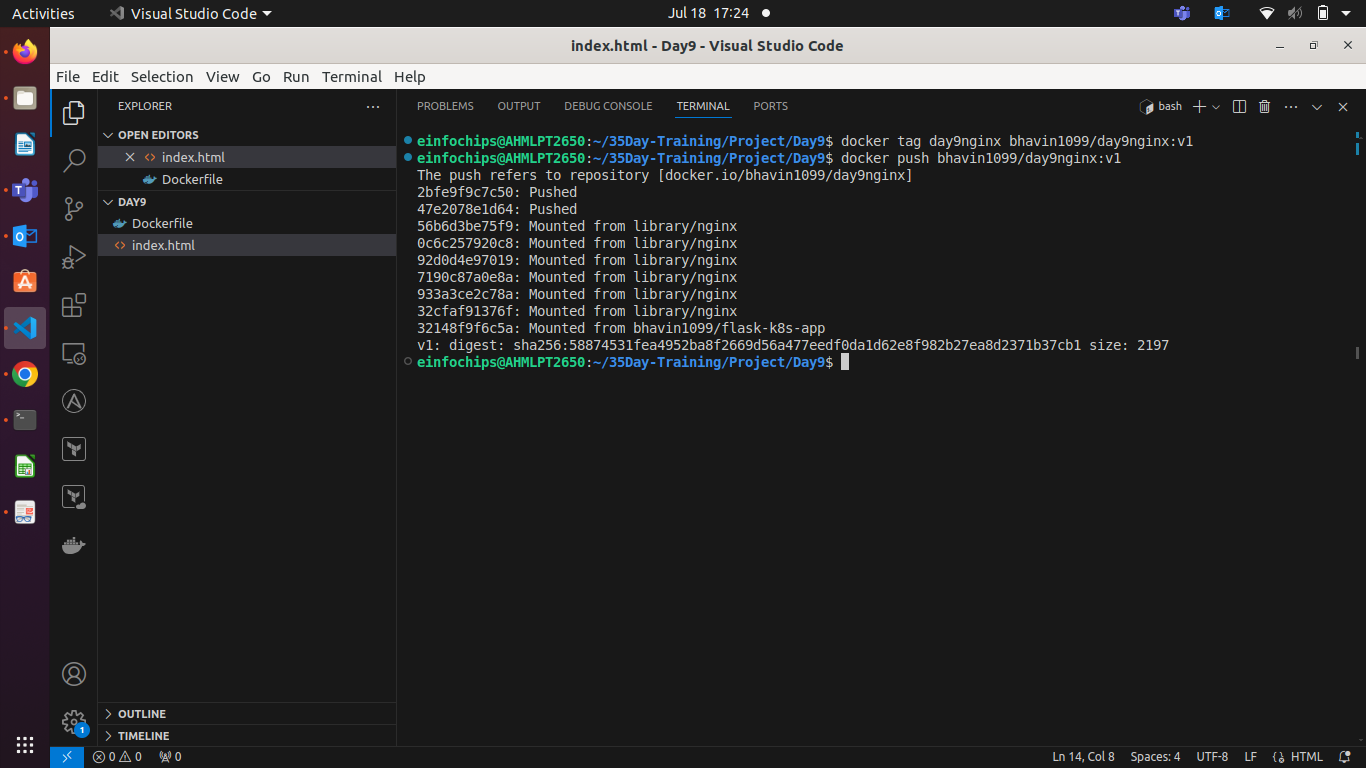 Activities
Visual Studio Code
Jul 18 17:24
index.html - Day9 - Visual Studio Code
File Edit Selection View Go Run Terminal Help
EXPLORER
OPEN EDITORS
index.html
Dockerfile
DAY9
Dockerfile
index.html
OUTLINE
TIMELINE
1
PROBLEMS OUTPUT DEBUG CONSOLE TERMINAL PORTS
bash
einfochips@AHMLPT2650:~/35Day-Training/Project/Day9$ docker tag day9nginx bhavin1099/day9nginx:v1
einfochips@AHMLPT2650:~/35Day-Training/Project/Day9$ docker push bhavin1099/day9nginx:v1
The push refers to repository [docker.io/bhavin1099/day9nginx]
2bfe9f9c7c50: Pushed
47e2078e1d64: Pushed
56b6d3be75f9: Mounted from library/nginx
0c6c257920c8: Mounted from library/nginx
92d0d4e97019: Mounted from library/nginx
7190c87a0e8a: Mounted from library/nginx
933a3ce2c78a: Mounted from library/nginx
32cfaf91376f: Mounted from library/nginx
32148f9f6c5a: Mounted from bhavin1099/flask-k8s-app
v1: digest: sha256:58874531fea4952ba8f2669d56a477eedf0da1d62e8f982b27ea8d2371b37cb1 size: 2197
einfochips@AHMLPT2650:~/35Day-Training/Project/Day9$
0 0 0
Ln 14, Col 8 Spaces: 4 UTF-8 LF HTML